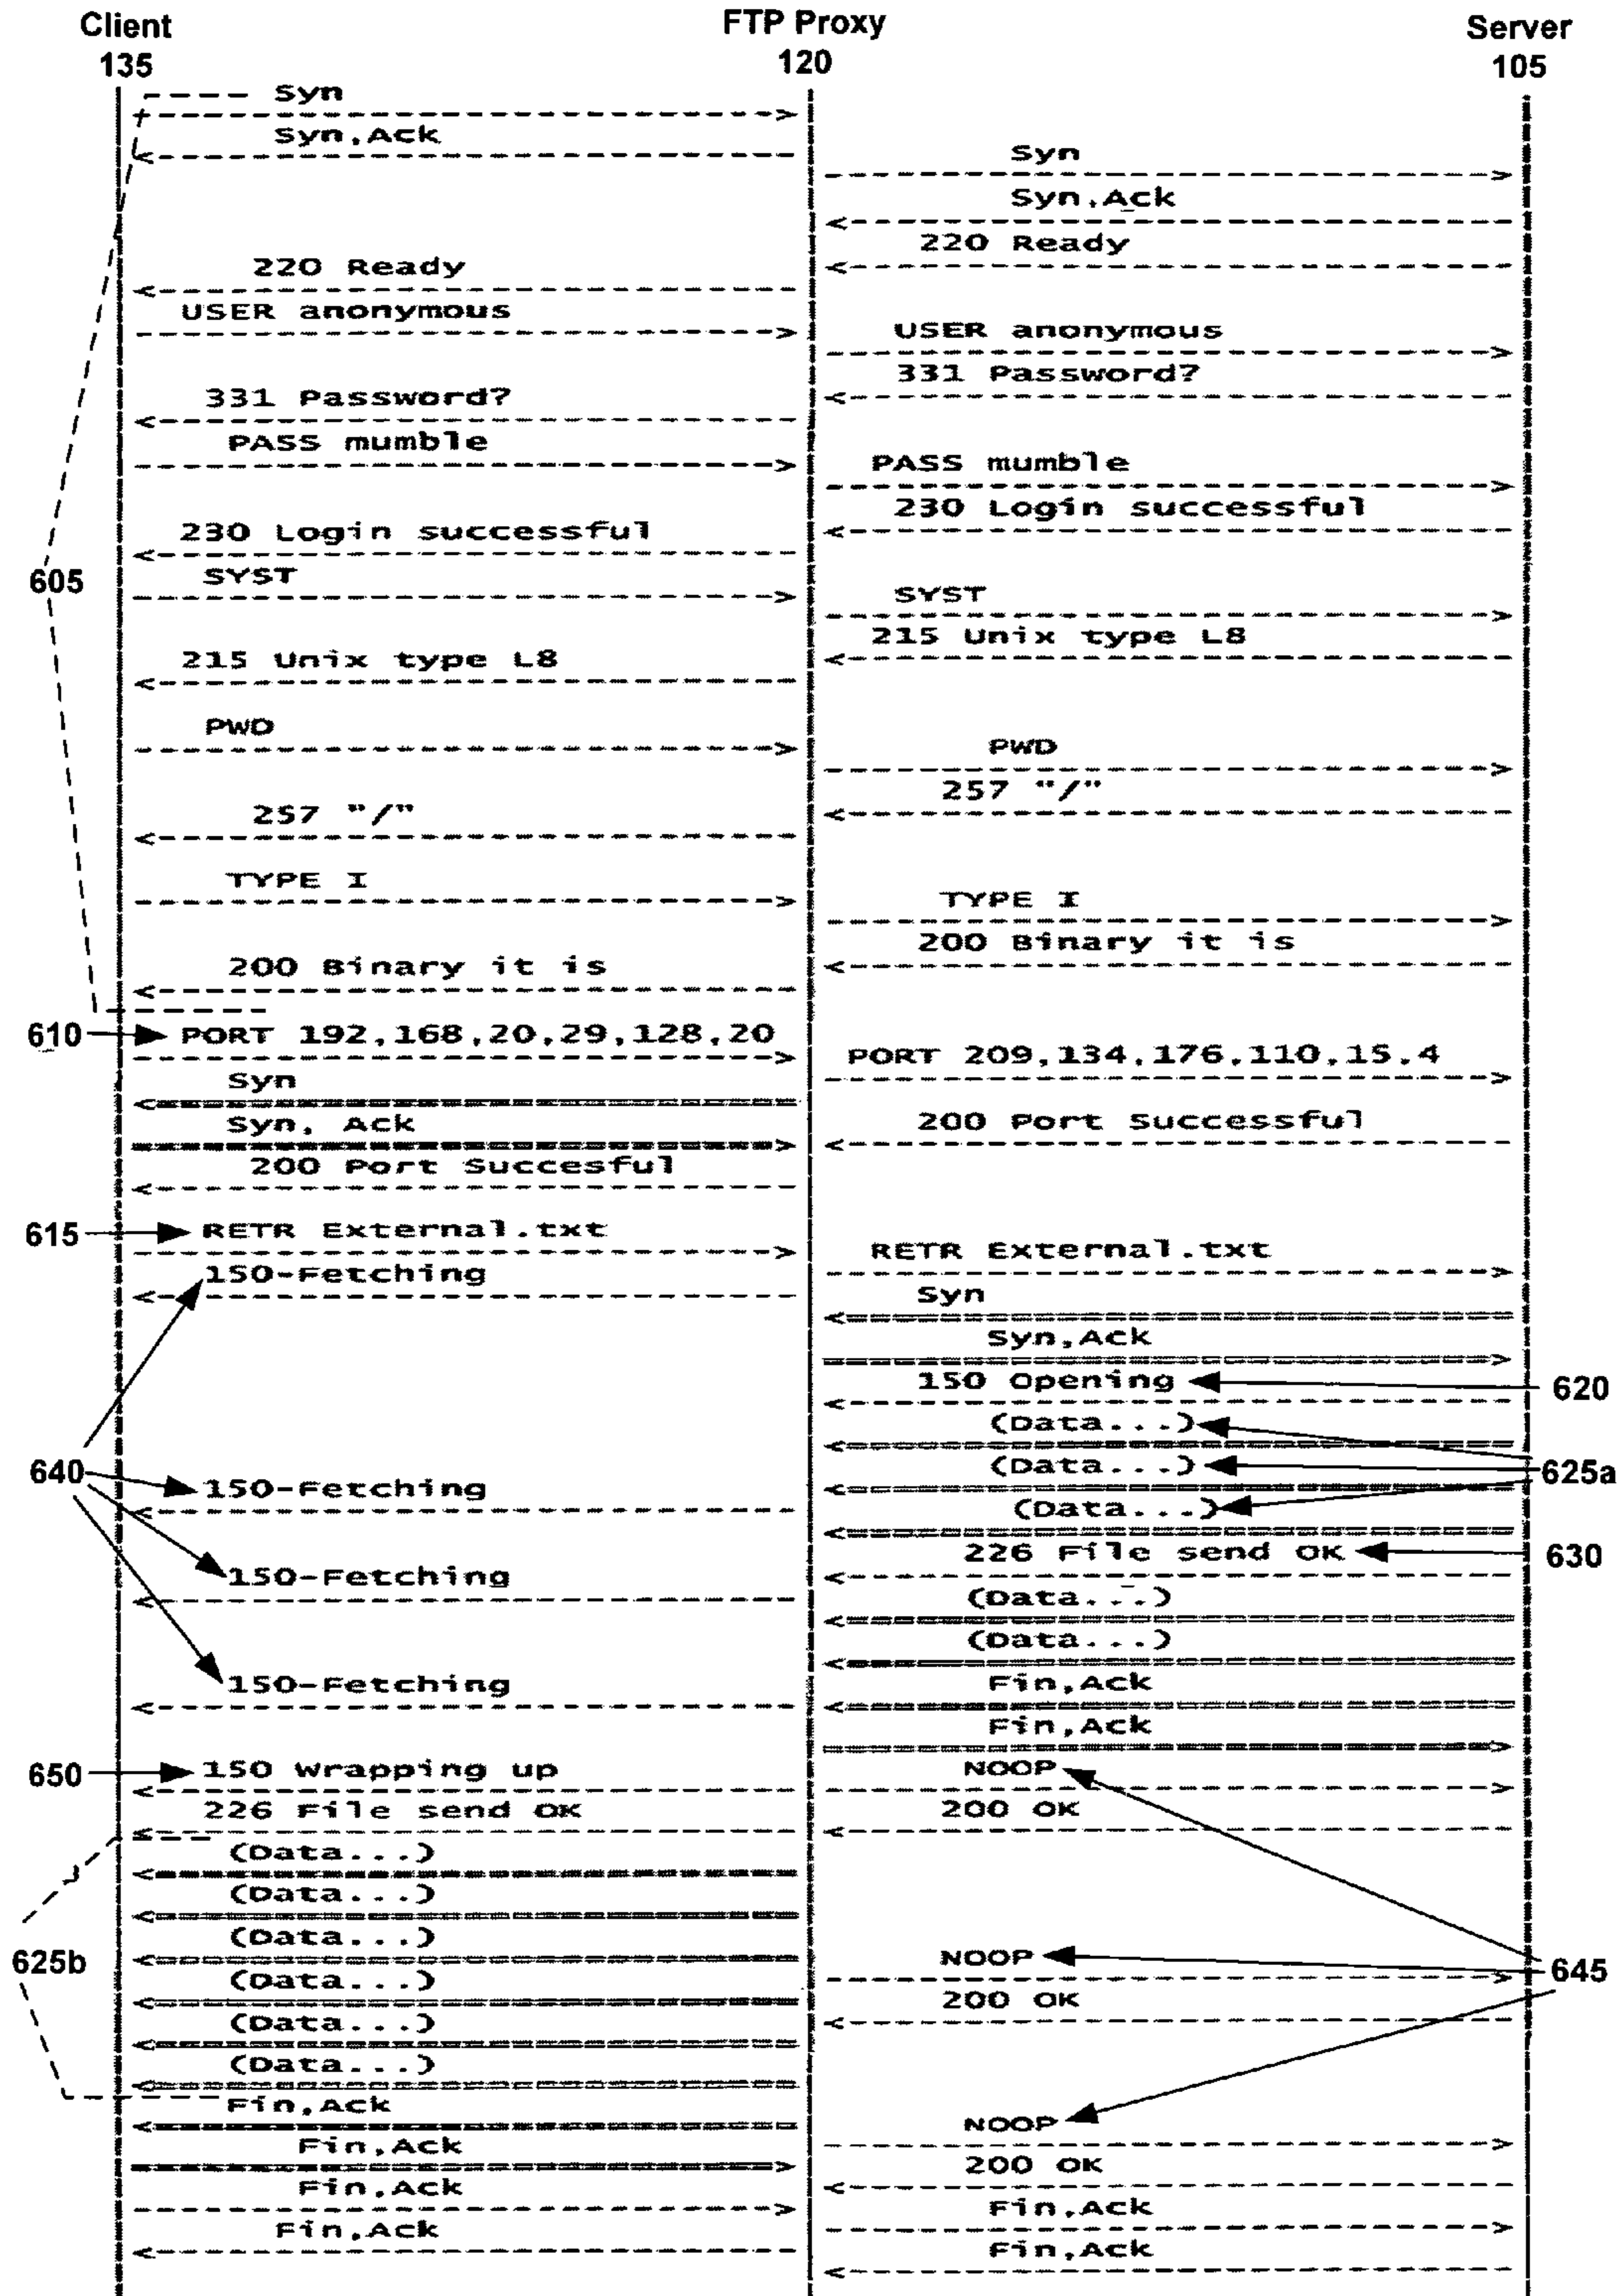 Client FTP Proxy Server
135 120 105
Syn
Syn,Ack
Syn
Syn,Ack
220 Ready
220 Ready
USER anonymous
USER anonymous
331 Password?
331 Password?
PASS mumble
PASS mumble
230 Login successful
230 Login successful
605
SYST
SYST
215 Unix type L8
215 Unix type L8
PWD
PWD
257 "/"
257 "/"
TYPE I
TYPE I
200 Binary it is
200 Binary it is
610 PORT 192,168,20,29,128,20
PORT 209,134,176,110,15,4
Syn
Syn, Ack
200 Port Successful
200 Port Succesful
615 RETR External.txt
RETR External.txt
150-Fetching
Syn
Syn,Ack
150 Opening 620
(Data...)
640
(Data...) 625a
150-Fetching
(Data...)
226 File send OK 630
150-Fetching
(Data...)
(Data...)
150-Fetching
Fin,Ack
Fin,Ack
650 150 Wrapping up
NOOP
226 File send OK
200 OK
(Data...)
(Data...)
(Data...)
625b
NOOP
645
(Data...)
200 OK
(Data...)
(Data...)
Fin,Ack
NOOP
Fin,Ack
200 OK
Fin,Ack
Fin,Ack
Fin,Ack
Fin,Ack